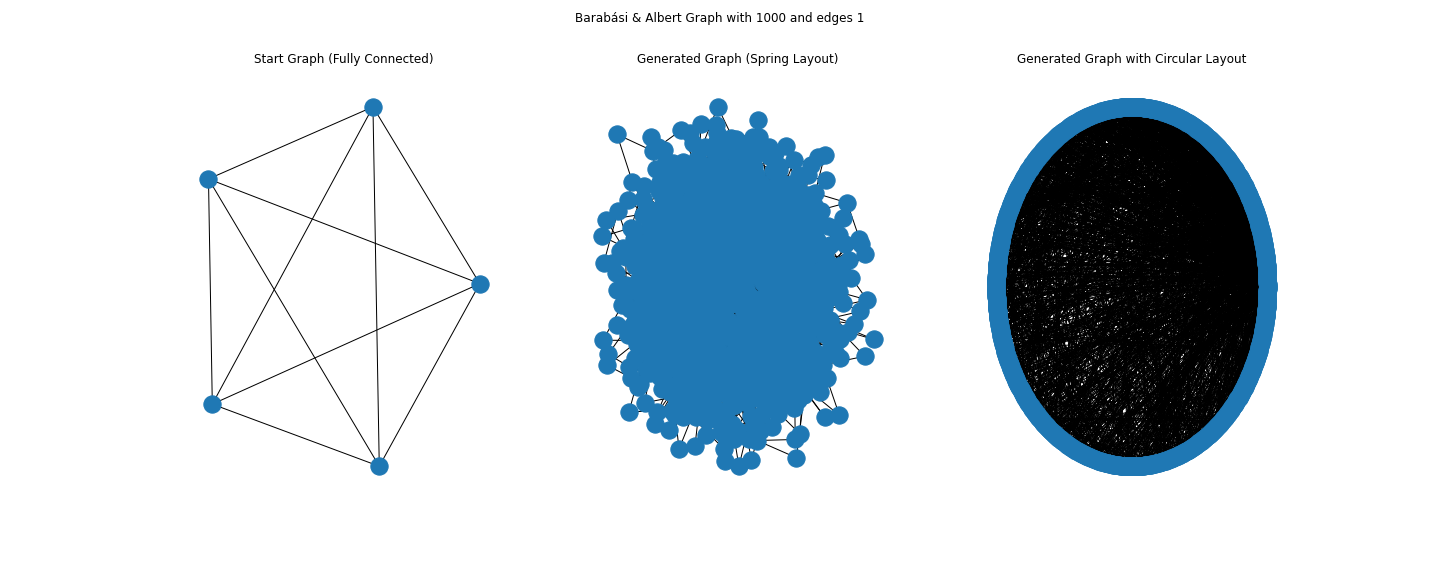 Barabási & Albert Graph with 1000 and edges 1
Start Graph (Fully Connected)
Generated Graph (Spring Layout)
Generated Graph with Circular Layout